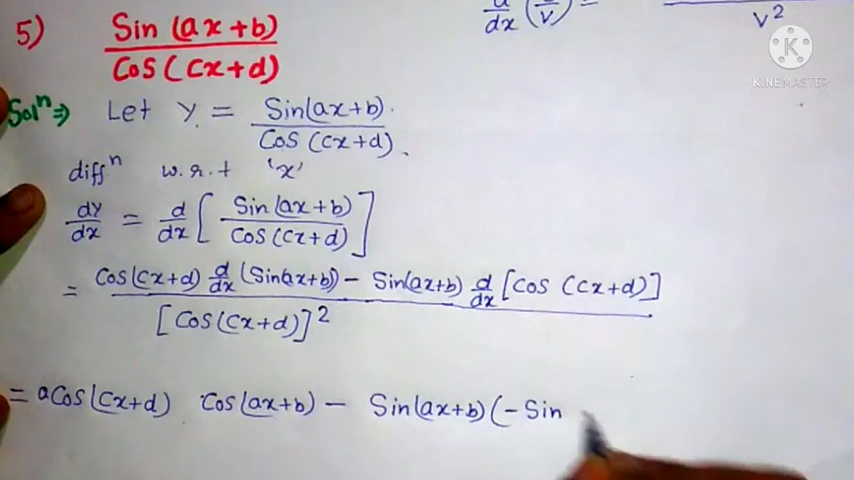 d/dx (u/v) = v²
K
KINEMASTER
5) Sin (ax+b) / Cos (Cx+d)
Solⁿ⇒ Let y = Sin(ax+b) / Cos (Cx+d).
diffⁿ w.r.t 'x'
dy/dx = d/dx [Sin(ax+b) / Cos(Cx+d)]
= Cos(Cx+d) d/dx (Sin(ax+b)) − Sin(ax+b) d/dx [Cos (Cx+d)] / [Cos(Cx+d)]²
= a Cos(Cx+d) Cos(ax+b) − Sin(ax+b) (−Sin